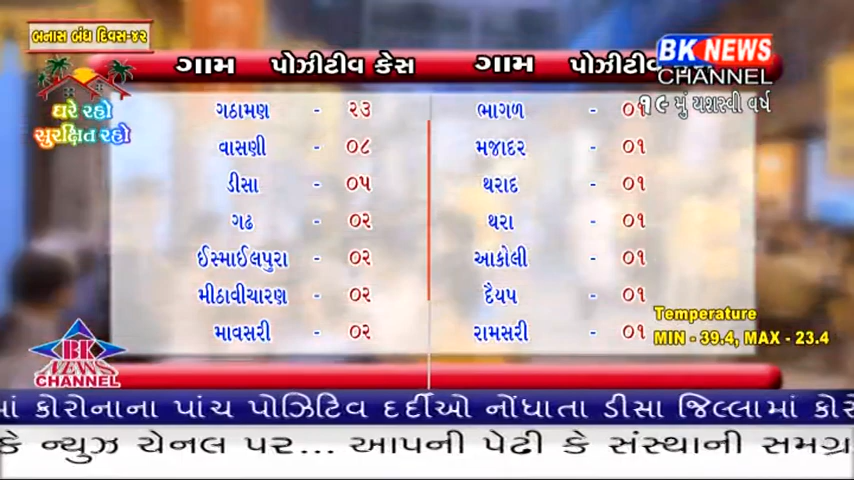 બનાસ બંધ દિવસ-૪૨
ઘરે રહો
સુરક્ષિત રહો
BK NEWS
CHANNEL
૧૯ મું યશસ્વી વર્ષ
ગામ પોઝીટીવ કેસ ગામ
ગઠામણ - ૨૩ ભાગળ - ૦૧
વાસણી - ૦૮ મજાદર - ૦૧
ડીસા - ૦૫ થરાદ - ૦૧
ગઢ - ૦૨ થરા - ૦૧
ઈસ્માઈલપુરા - ૦૨ આકોલી - ૦૧
મીઠાવીચારણ - ૦૨ દૈયપ - ૦૧
માવસરી - ૦૨ રામસરી - ૦૧
Temperature
MIN - 39.4, MAX - 23.4
BK
NEWS
CHANNEL
માં કોરોનાના પાંચ પોઝિટિવ દર્દીઓ નોંધાતા ડીસા જિલ્લામાં કોરો
કે ન્યુઝ ચેનલ પર... આપની પેઢી કે સંસ્થાની સમગ્ર